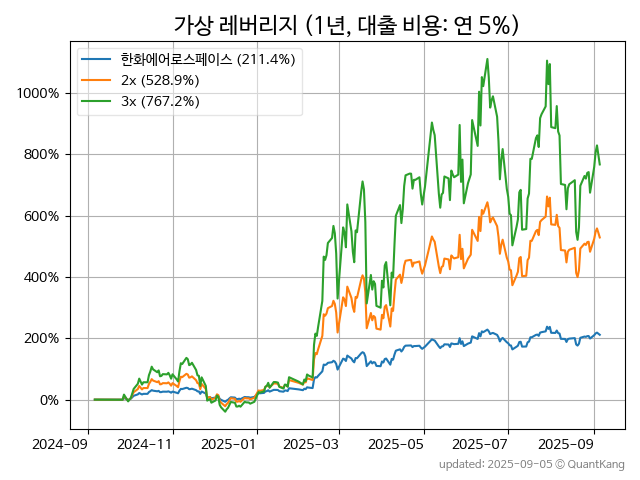 가상 레버리지 (1년, 대출 비용: 연 5%)
한화에어로스페이스 (211.4%)
2x (528.9%)
3x (767.2%)
1000%
800%
600%
400%
200%
0%
2024-09
2024-11
2025-01
2025-03
2025-05
2025-07
2025-09
updated: 2025-09-05 © QuantKang